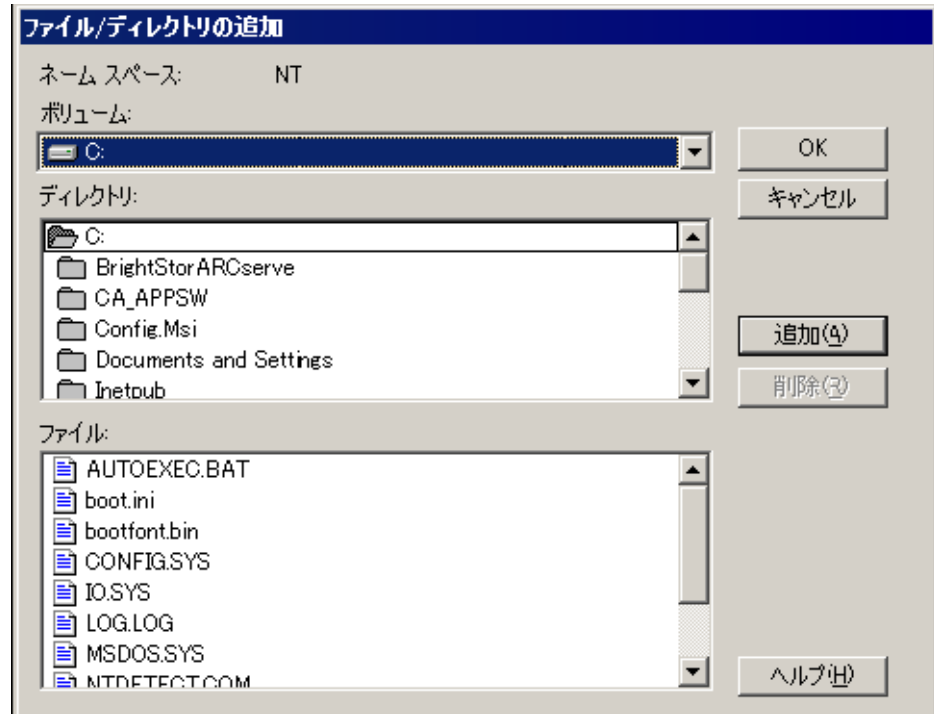 ファイル/ディレクトリの追加
ネーム スペース: NT
ボリューム:
C:
OK
ディレクトリ:
キャンセル
C:
BrightStorARCserve
CA_APPSW
Config.Msi
Documents and Settings
Inetpub
追加(A)
削除(R)
ファイル:
AUTOEXEC.BAT
boot.ini
bootfont.bin
CONFIG.SYS
IO.SYS
LOG.LOG
MSDOS.SYS
NTDETECT.COM
ヘルプ(H)